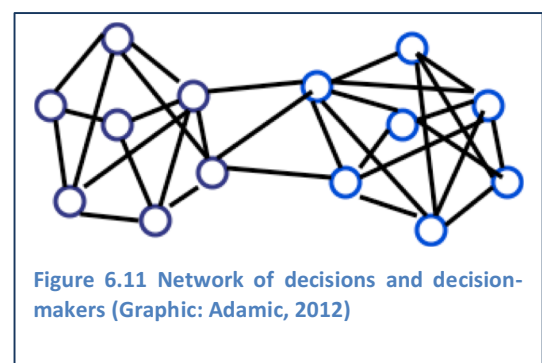 Figure 6.11 Network of decisions and decision-
makers (Graphic: Adamic, 2012)